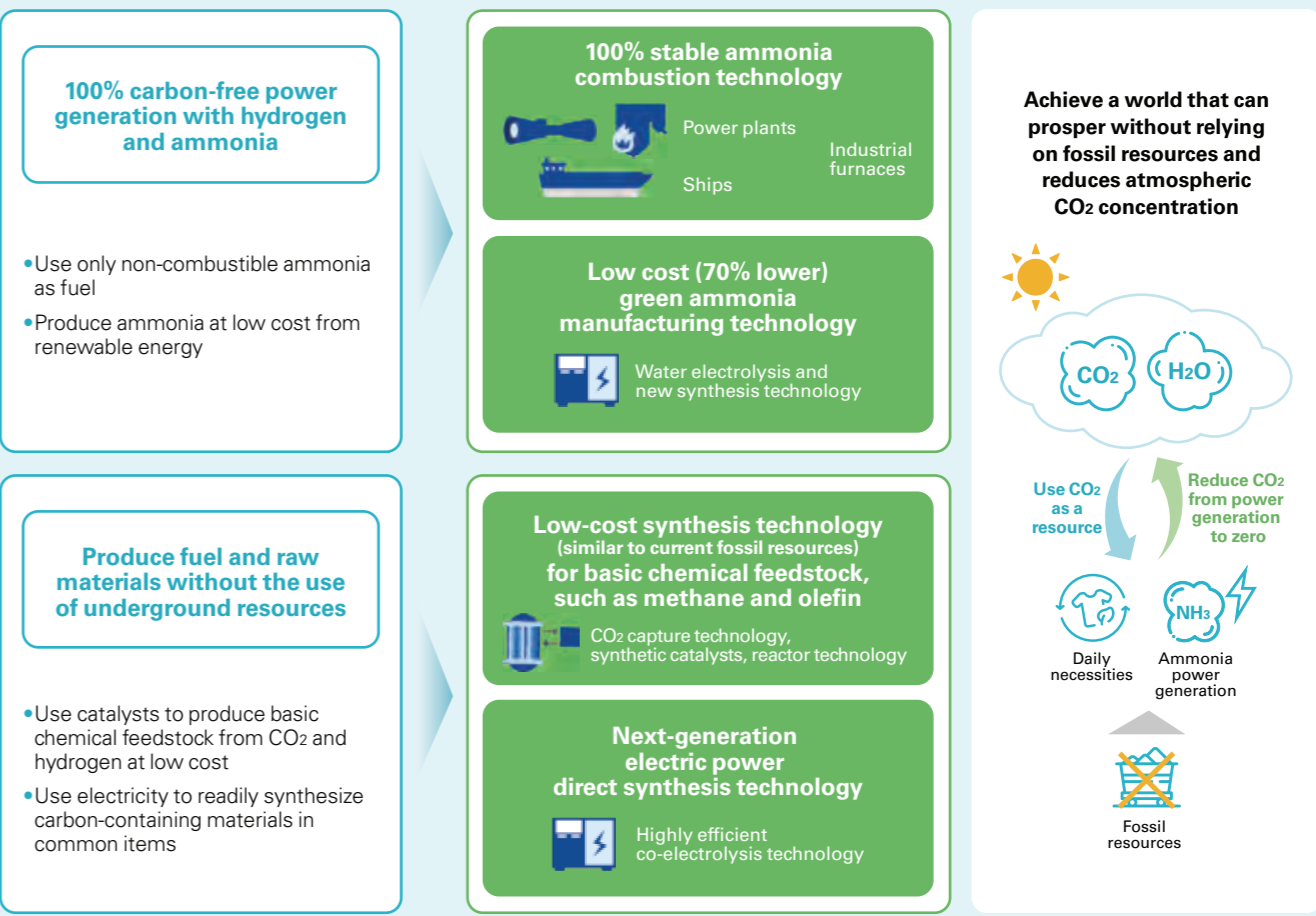 100% carbon-free power
generation with hydrogen
and ammonia
•Use only non-combustible ammonia
as fuel
•Produce ammonia at low cost from
renewable energy
100% stable ammonia
combustion technology
Power plants
Industrial
furnaces
Ships
Low cost (70% lower)
green ammonia
manufacturing technology
Water electrolysis and
new synthesis technology
Produce fuel and raw
materials without the use
of underground resources
•Use catalysts to produce basic
chemical feedstock from CO2 and
hydrogen at low cost
•Use electricity to readily synthesize
carbon-containing materials in
common items
Low-cost synthesis technology
(similar to current fossil resources)
for basic chemical feedstock,
such as methane and olefin
CO2 capture technology,
synthetic catalysts, reactor technology
Next-generation
electric power
direct synthesis technology
Highly efficient
co-electrolysis technology
Achieve a world that can
prosper without relying
on fossil resources and
reduces atmospheric
CO2 concentration
CO2
H2O
Use CO2
as a
resource
Reduce CO2
from power
generation
to zero
NH3
Daily
necessities
Ammonia
power
generation
Fossil
resources